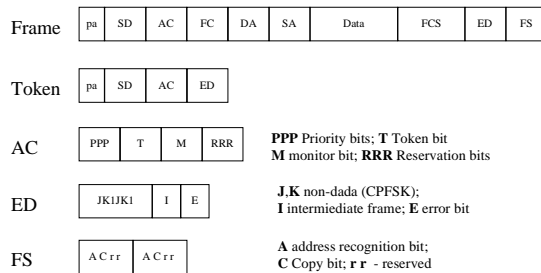 Frame pa SD AC FC DA SA Data FCS ED FS
Token pa SD AC ED
AC PPP T M RRR PPP Priority bits; T Token bit
M monitor bit; RRR Reservation bits
ED JK1JK1 I E J,K non-dada (CPFSK);
I intermiediate frame; E error bit
FS A C r r A C r r A address recognition bit;
C Copy bit; r r - reserved